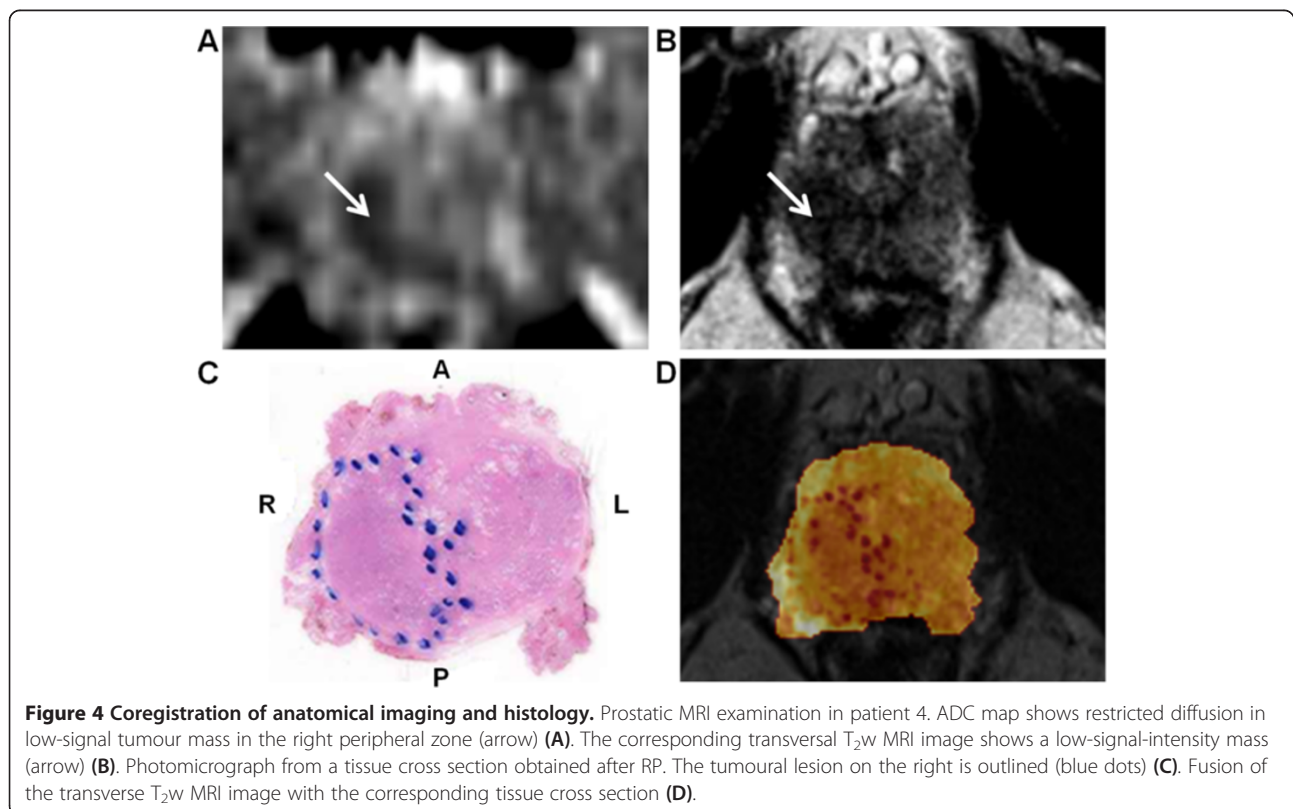 A
B
C
A
D
R
L
P
Figure 4 Coregistration of anatomical imaging and histology. Prostatic MRI examination in patient 4. ADC map shows restricted diffusion in
low-signal tumour mass in the right peripheral zone (arrow) (A). The corresponding transversal T₂w MRI image shows a low-signal-intensity mass
(arrow) (B). Photomicrograph from a tissue cross section obtained after RP. The tumoural lesion on the right is outlined (blue dots) (C). Fusion of
the transverse T₂w MRI image with the corresponding tissue cross section (D).